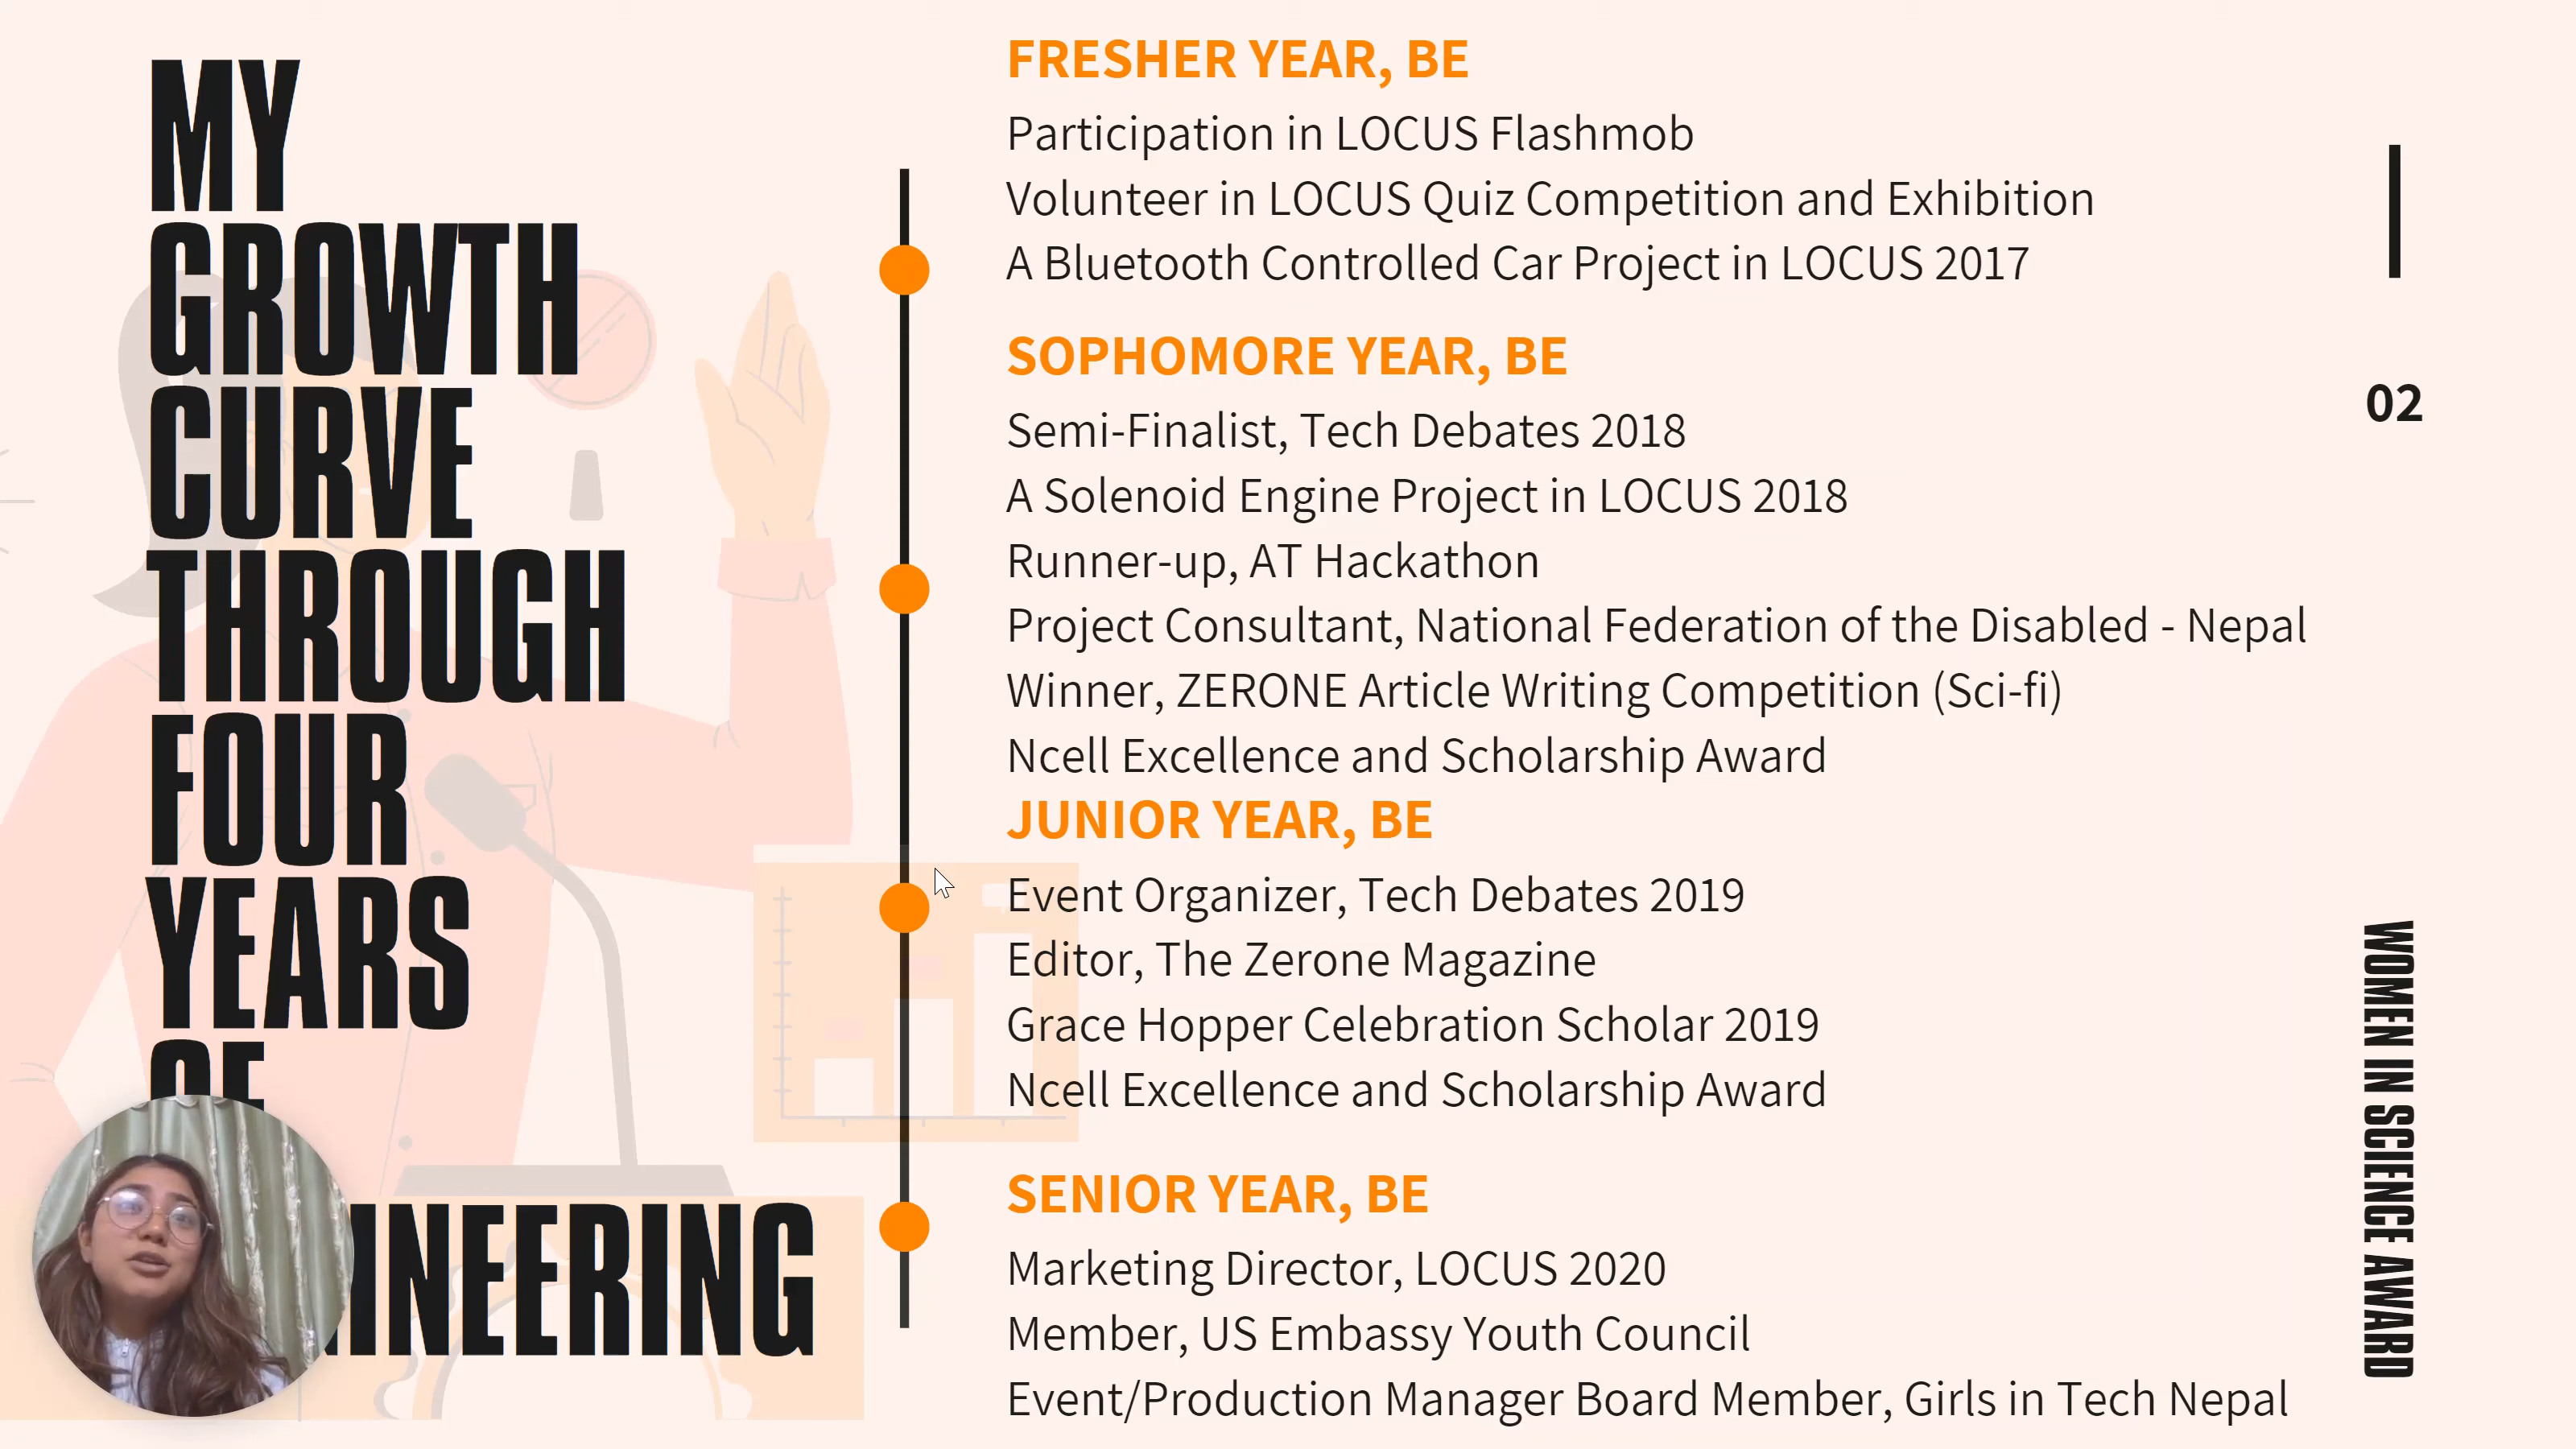 MY
GROWTH
CURVE
THROUGH
FOUR
YEARS
OF
INEERING
FRESHER YEAR, BE
Participation in LOCUS Flashmob
Volunteer in LOCUS Quiz Competition and Exhibition
A Bluetooth Controlled Car Project in LOCUS 2017
SOPHOMORE YEAR, BE
Semi-Finalist, Tech Debates 2018
A Solenoid Engine Project in LOCUS 2018
Runner-up, AT Hackathon
Project Consultant, National Federation of the Disabled - Nepal
Winner, ZERONE Article Writing Competition (Sci-fi)
Ncell Excellence and Scholarship Award
JUNIOR YEAR, BE
Event Organizer, Tech Debates 2019
Editor, The Zerone Magazine
Grace Hopper Celebration Scholar 2019
Ncell Excellence and Scholarship Award
SENIOR YEAR, BE
Marketing Director, LOCUS 2020
Member, US Embassy Youth Council
Event/Production Manager Board Member, Girls in Tech Nepal
02
WOMEN IN SCIENCE AWARD